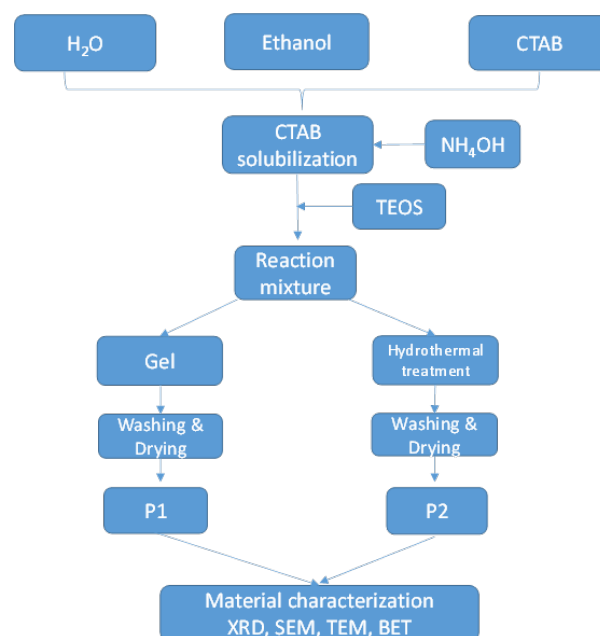 H₂O
Ethanol
CTAB
CTAB
solubilization
NH₄OH
TEOS
Reaction
mixture
Gel
Hydrothermal
treatment
Washing &
Drying
Washing &
Drying
P1
P2
Material characterization
XRD, SEM, TEM, BET